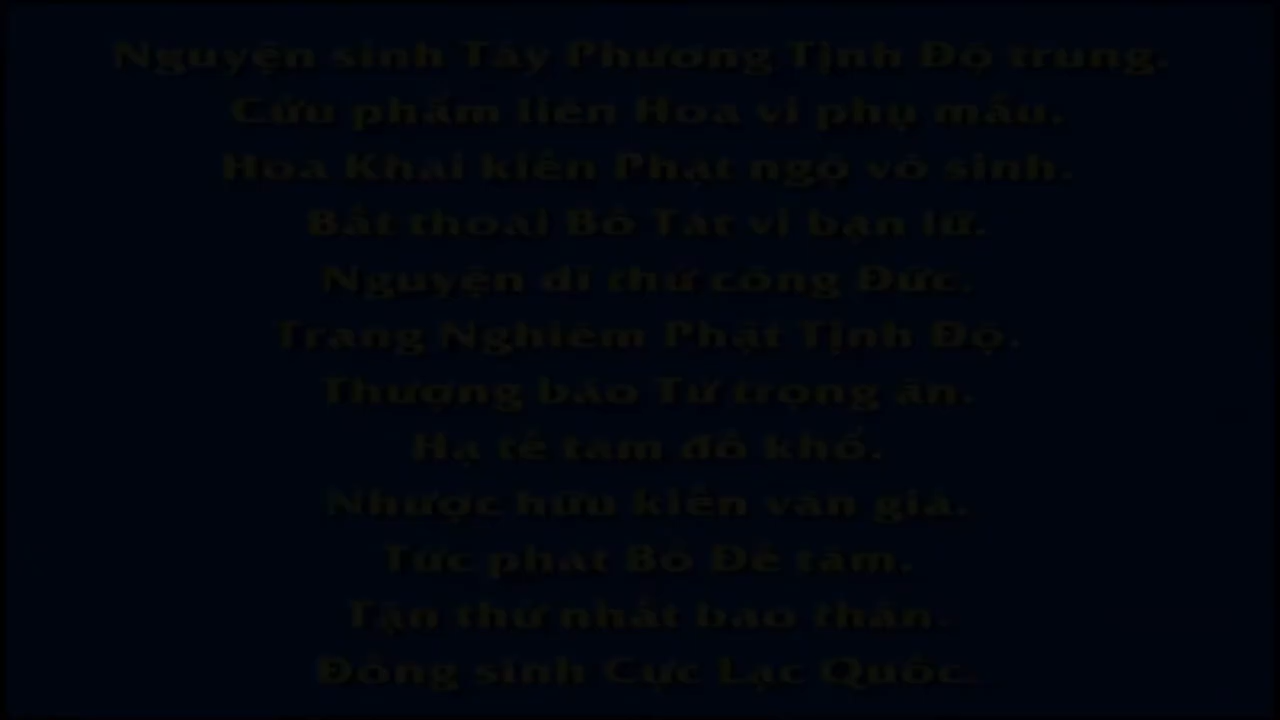 Nguyện sinh Tây Phương Tịnh Độ trung.
Cửu phẩm liên Hoa vi phụ mẫu.
Hoa Khai kiến Phật ngộ vô sinh.
Bất thoái Bồ Tát vi bạn lữ.
Nguyện dĩ thử công Đức.
Trang Nghiêm Phật Tịnh Độ.
Thượng báo Tứ trọng ân.
Hạ tế tam đồ khổ.
Nhược hữu kiến văn giả.
Tức phát Bồ Đề tâm.
Tận thử nhất báo thân.
Đồng sinh Cực Lạc Quốc.